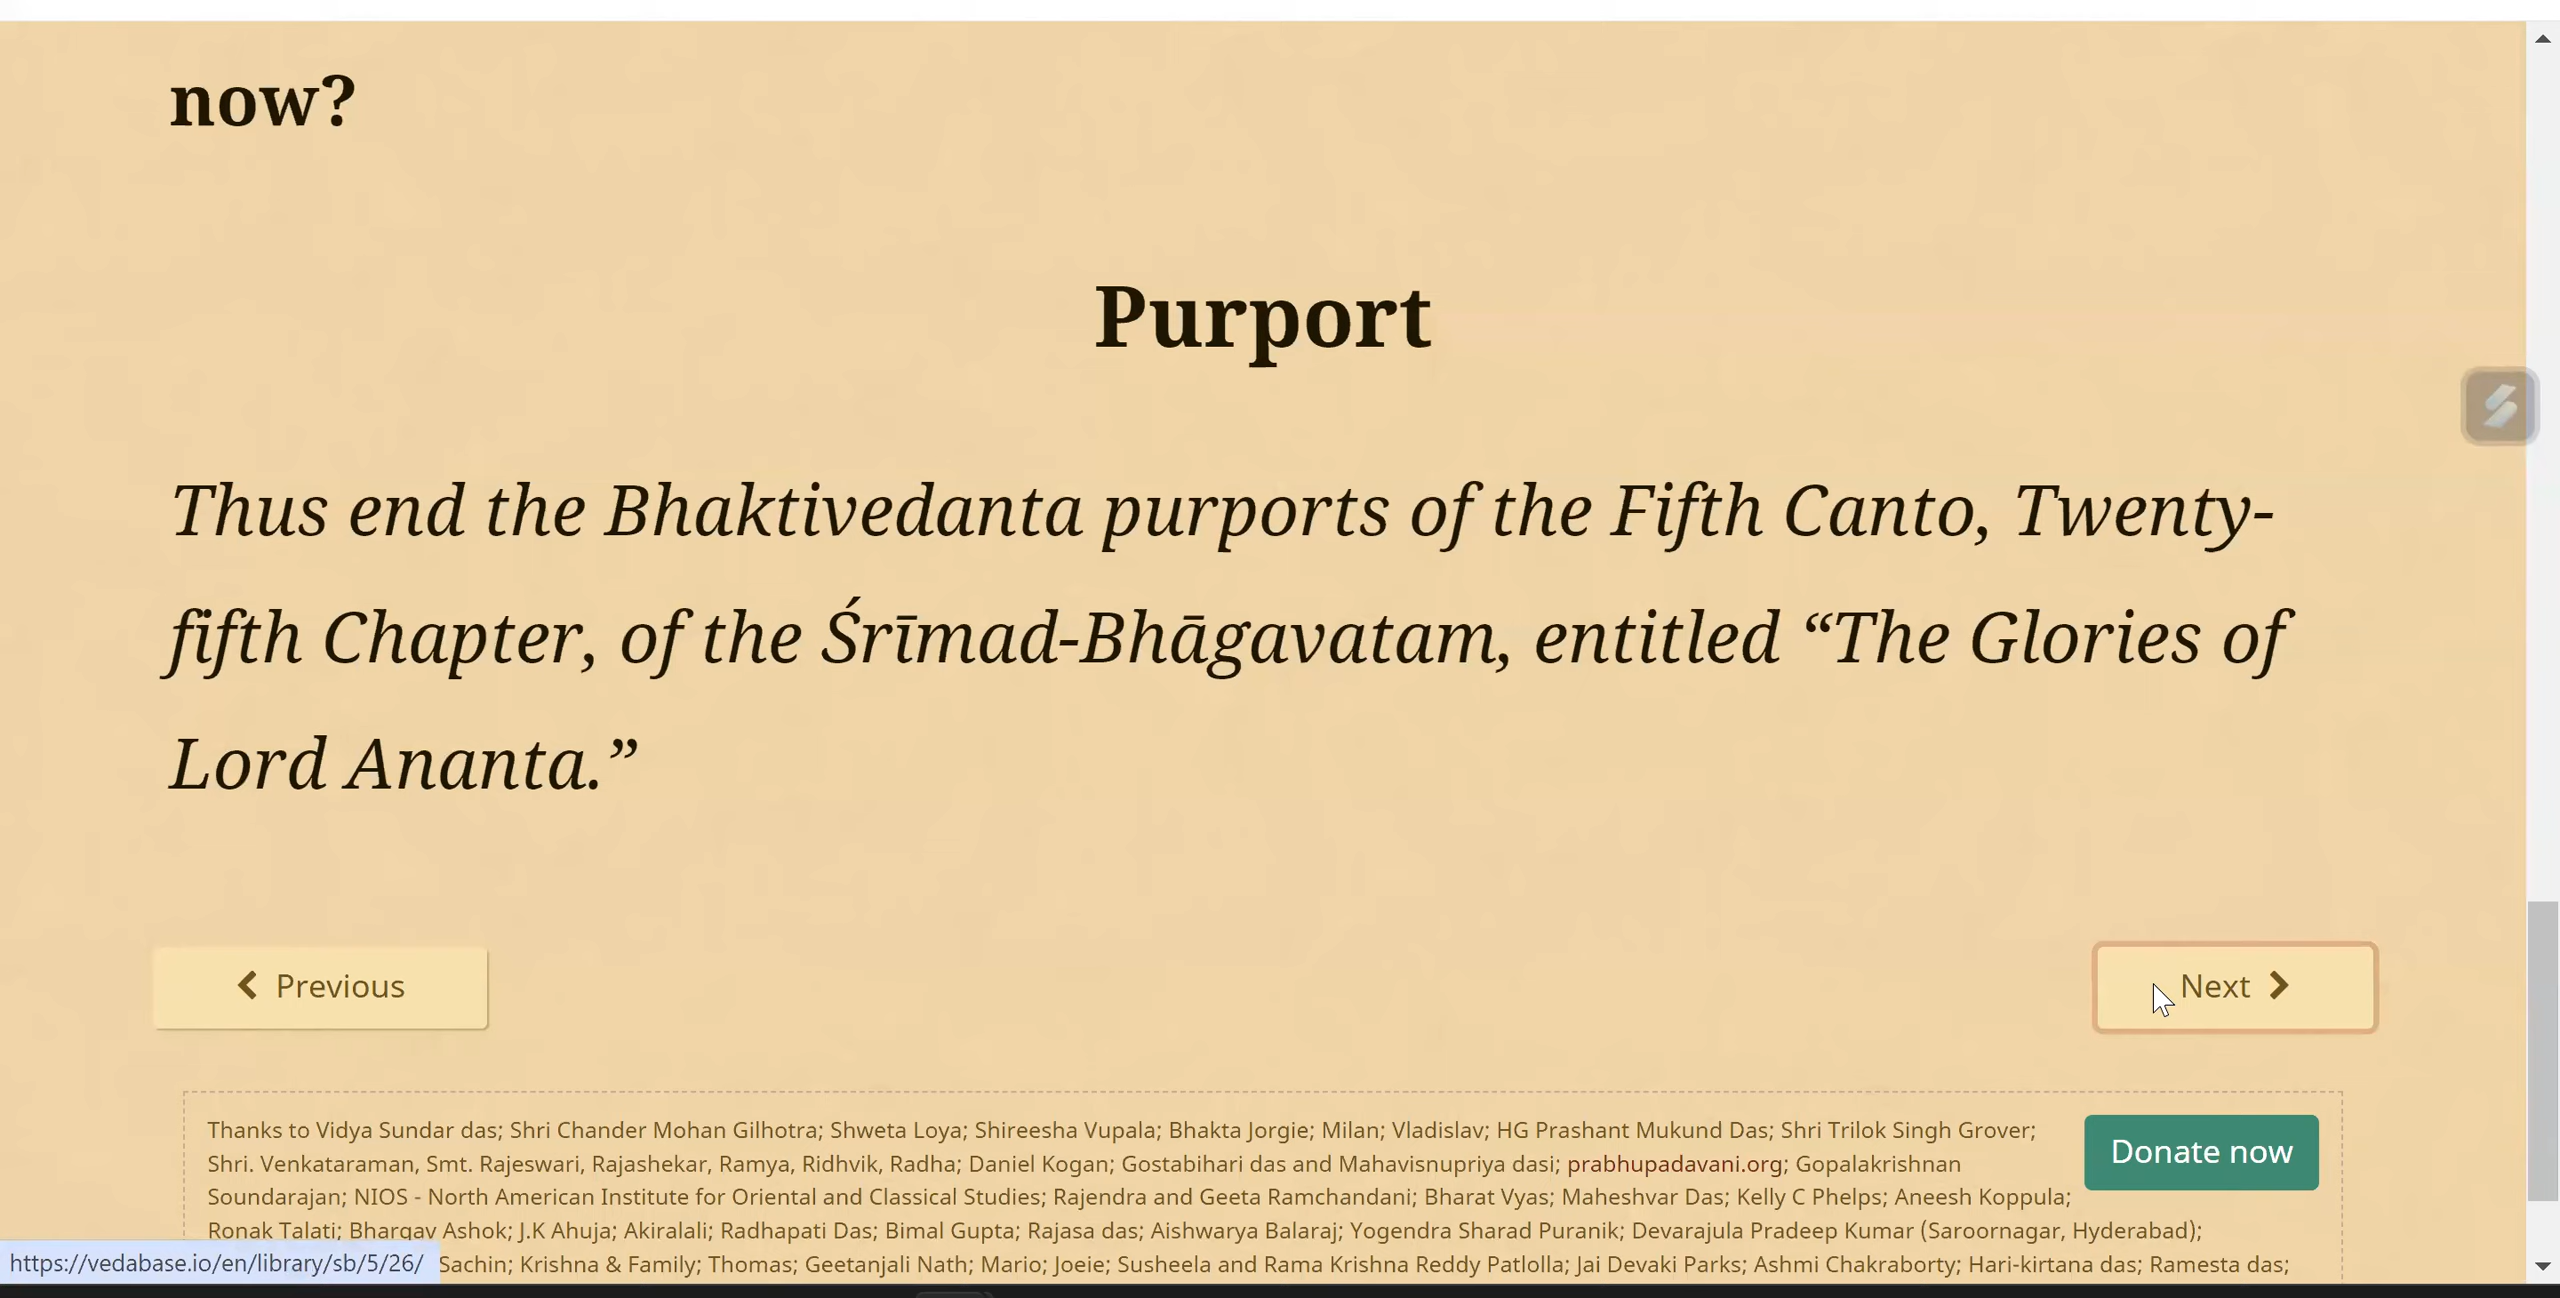 now?
Purport
Thus end the Bhaktivedanta purports of the Fifth Canto, Twenty-
fifth Chapter, of the Śrīmad-Bhāgavatam, entitled “The Glories of
Lord Ananta.”
Previous
Next
Thanks to Vidya Sundar das; Shri Chander Mohan Gilhotra; Shweta Loya; Shireesha Vupala; Bhakta Jorgie; Milan; Vladislav; HG Prashant Mukund Das; Shri Trilok Singh Grover;
Shri. Venkataraman, Smt. Rajeswari, Rajashekar, Ramya, Ridhvik, Radha; Daniel Kogan; Gostabihari das and Mahavisnupriya dasi; prabhupadavani.org; Gopalakrishnan
Soundarajan; NIOS - North American Institute for Oriental and Classical Studies; Rajendra and Geeta Ramchandani; Bharat Vyas; Maheshvar Das; Kelly C Phelps; Aneesh Koppula;
Ronak Talati; Bhargav Ashok; J.K Ahuja; Akiralali; Radhapati Das; Bimal Gupta; Rajasa das; Aishwarya Balaraj; Yogendra Sharad Puranik; Devarajula Pradeep Kumar (Saroornagar, Hyderabad);
Sachin; Krishna & Family; Thomas; Geetanjali Nath; Mario; Joeie; Susheela and Rama Krishna Reddy Patlolla; Jai Devaki Parks; Ashmi Chakraborty; Hari-kirtana das; Ramesta das;
Donate now
https://vedabase.io/en/library/sb/5/26/